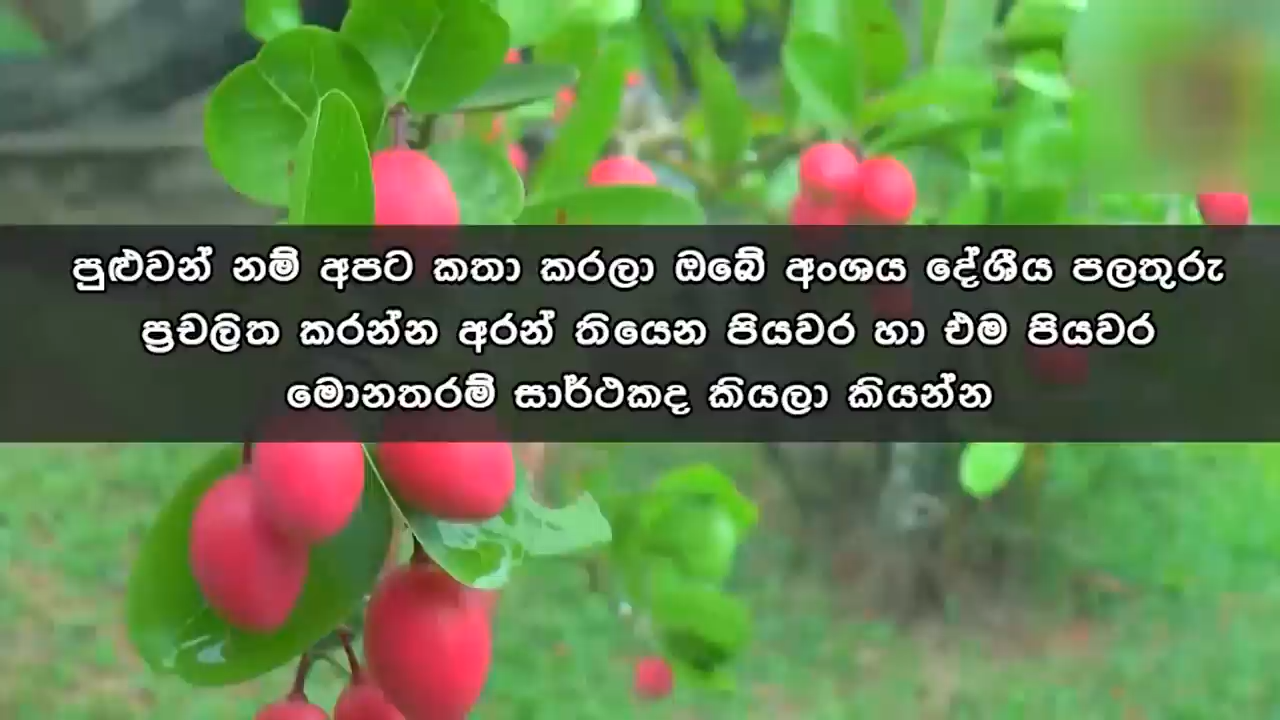 පුළුවන් නම් අපට කතා කරලා ඔබේ අංශය දේශීය පලතුරු
ප්‍රචලිත කරන්න අරන් තියෙන පියවර හා එම පියවර
මොනතරම් සාර්ථකද කියලා කියන්න